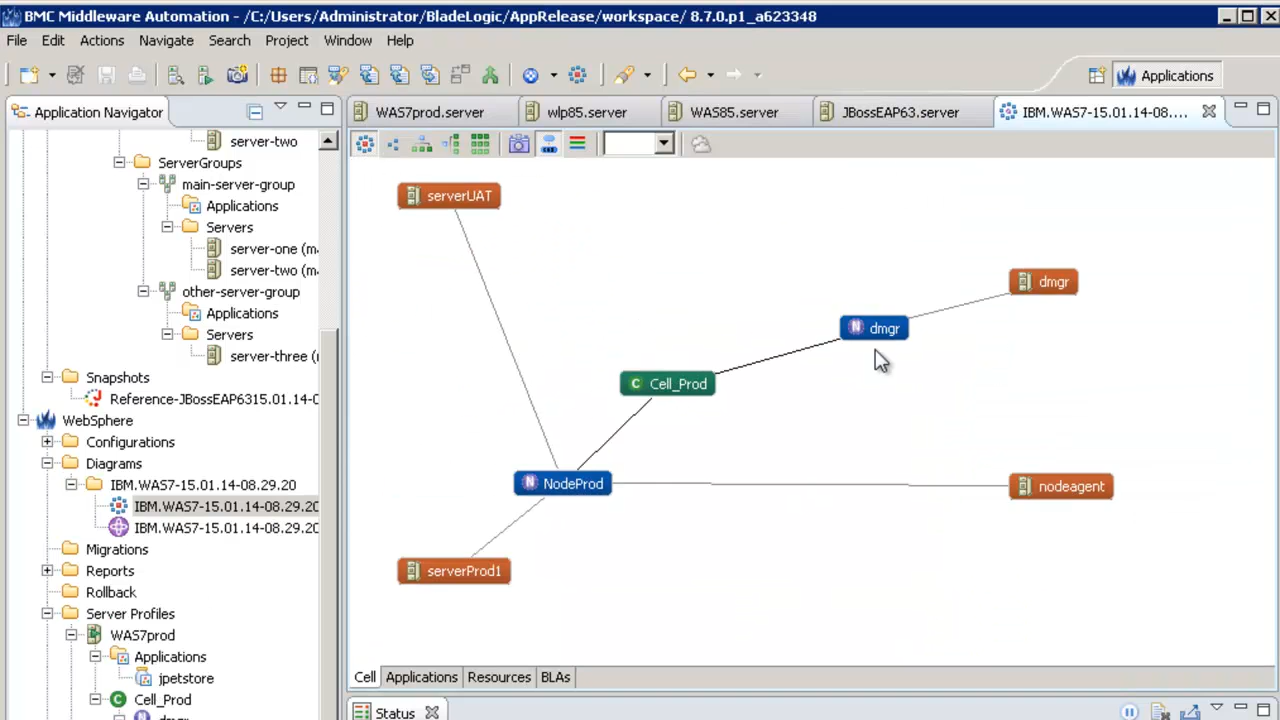 BMC Middleware Automation - /C:/Users/Administrator/BladeLogic/AppRelease/workspace/ 8.7.0.p1_a623348
File Edit Actions Navigate Search Project Window Help
Applications
Application Navigator
WAS7prod.server wlp85.server WAS85.server JBossEAP63.server IBM.WAS7-15.01.14-08....
server-two
ServerGroups
main-server-group
Applications
Servers
server-one (m
server-two (m
other-server-group
Applications
Servers
server-three (
Snapshots
Reference-JBossEAP6315.01.14-0
WebSphere
Configurations
Diagrams
IBM.WAS7-15.01.14-08.29.20
IBM.WAS7-15.01.14-08.29.20
IBM.WAS7-15.01.14-08.29.20
Migrations
Reports
Rollback
Server Profiles
WAS7prod
Applications
jpetstore
C Cell_Prod
dmgr
serverUAT
dmgr
N dmgr
C Cell_Prod
N NodeProd
nodeagent
serverProd1
Cell Applications Resources BLAs
Status